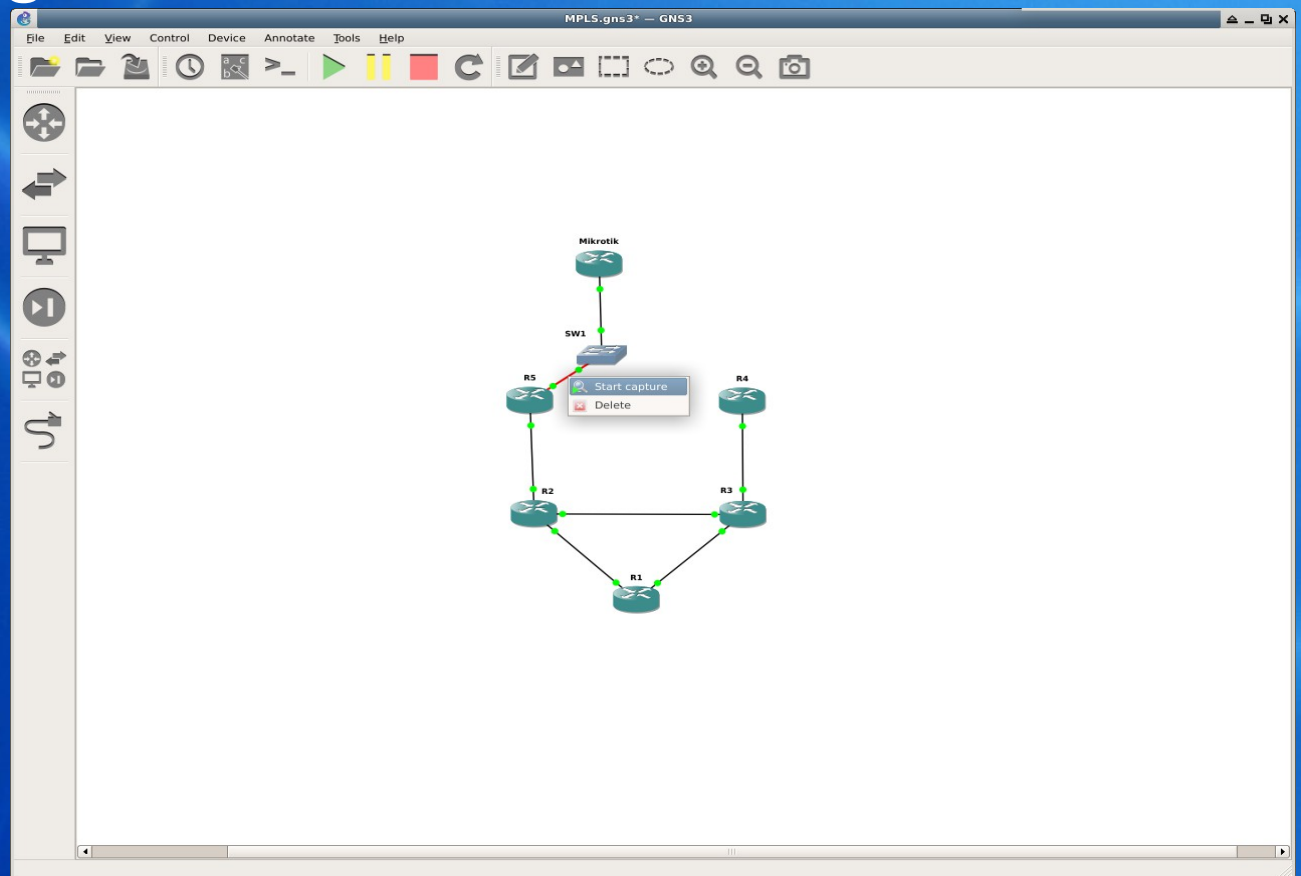 MPLS.gns3* — GNS3
File Edit View Control Device Annotate Tools Help
Mikrotik
SW1
R5
Start capture
Delete
R4
R2
R3
R1